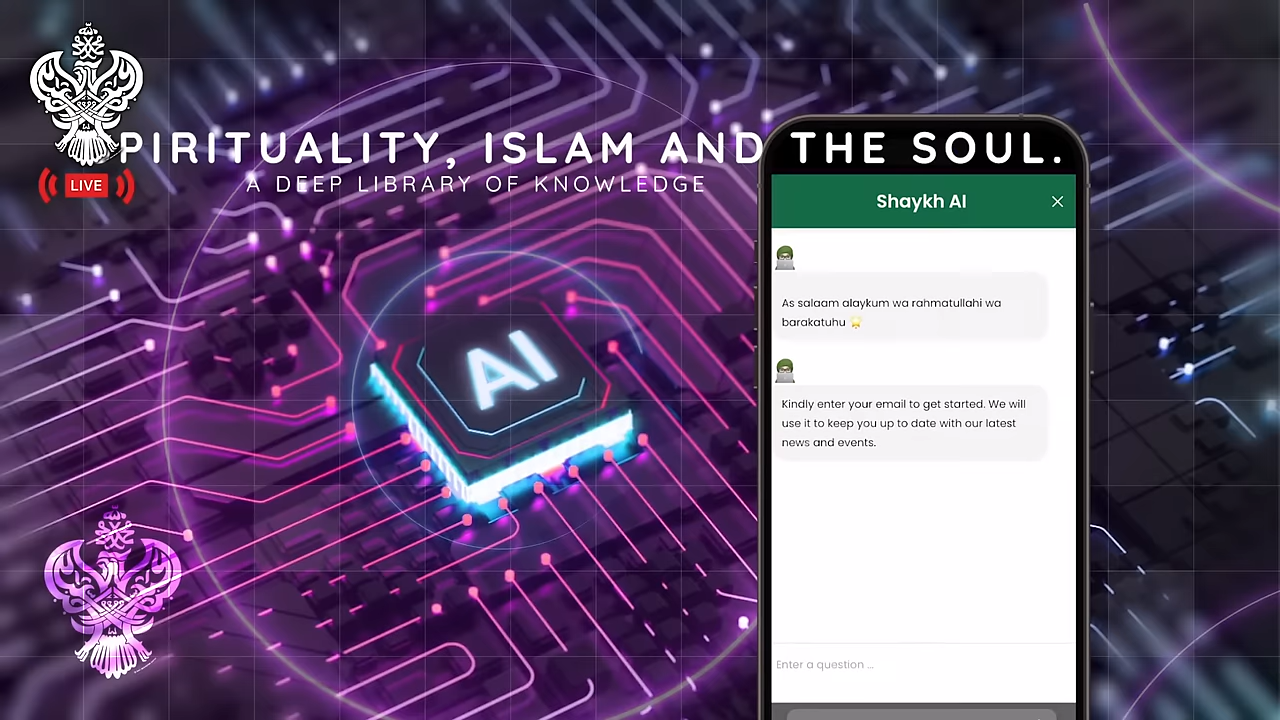 PIRITUALITY, ISLAM AND THE SOUL.
A DEEP LIBRARY OF KNOWLEDGE
LIVE
AI
Shaykh AI
As salaam alaykum wa rahmatullahi wa
barakatuhu
Kindly enter your email to get started. We will
use it to keep you up to date with our latest
news and events.
Enter a question ...